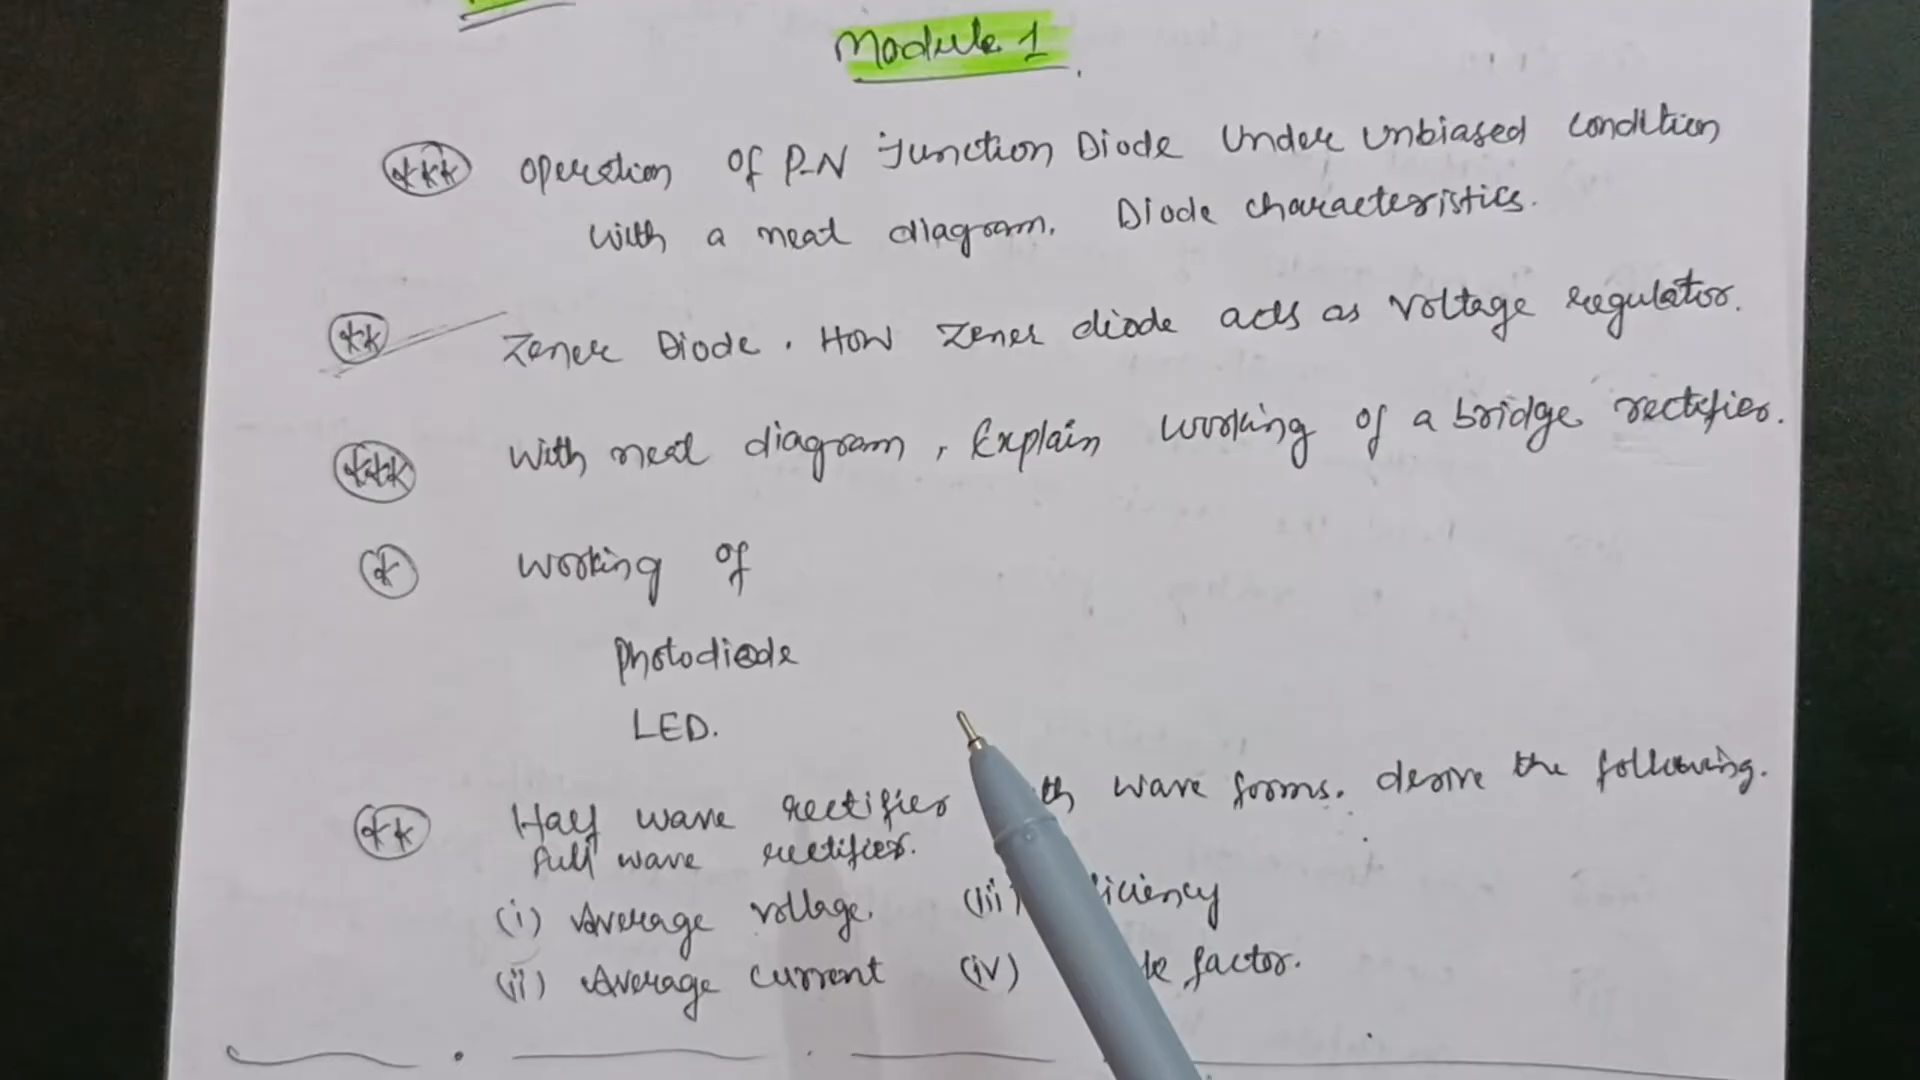 Module 1
*** Operation of P-N Junction Diode Under Unbiased condition
with a neat diagram. Diode characteristics.
** Zener Diode. How Zener diode acts as Voltage regulator.
*** With neat diagram, Explain working of a bridge rectifier.
* Working of
Photodiode
LED.
** Half wave rectifier wave forms. derive the following.
full wave rectifier.
(i) Average voltage. (iii)
(ii) Average current (iv) factor.